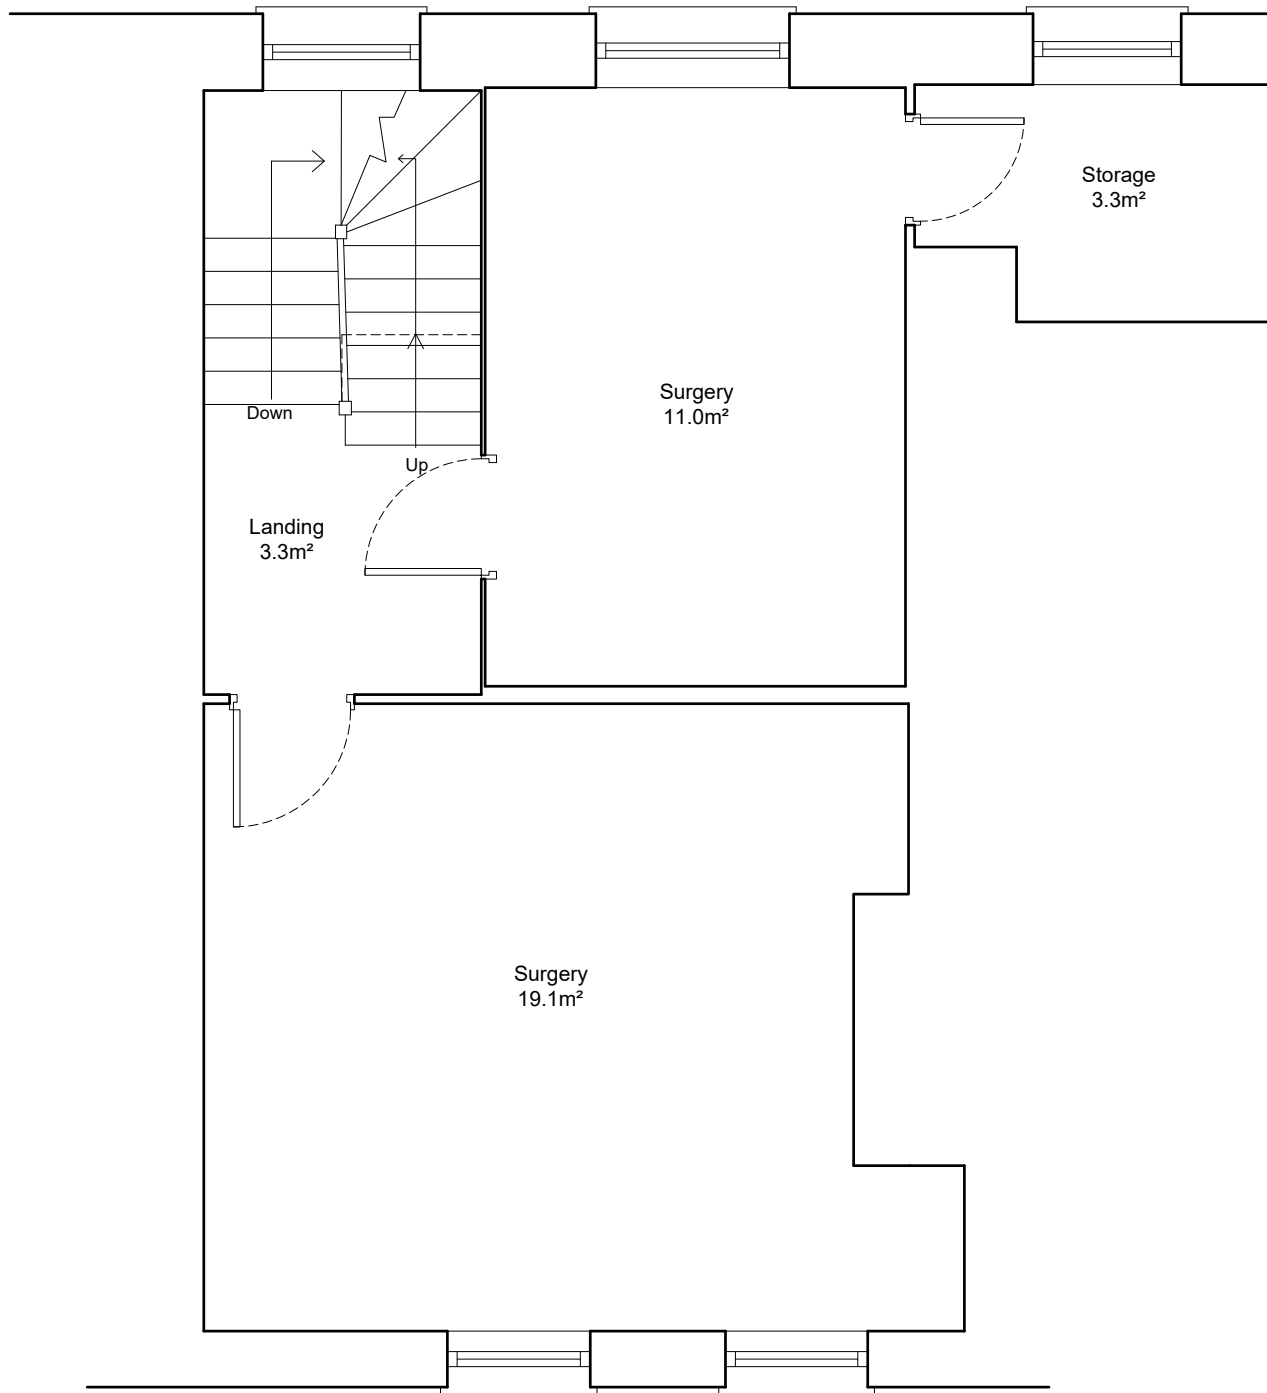 Storage
3.3m²
Surgery
11.0m²
Down
Up
Landing
3.3m²
Surgery
19.1m²